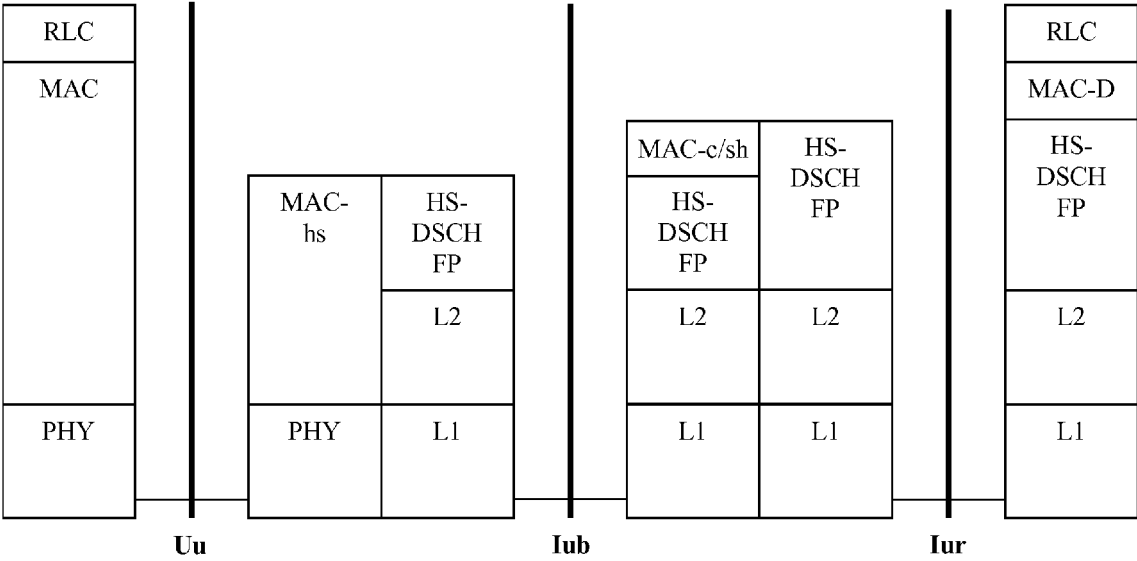 RLC
MAC
PHY
MAC-
hs
PHY
HS-
DSCH
FP
L2
L1
MAC-c/sh
HS-
DSCH
FP
L2
L1
HS-
DSCH
FP
L2
L1
RLC
MAC-D
HS-
DSCH
FP
L2
L1
Uu
Iub
Iur